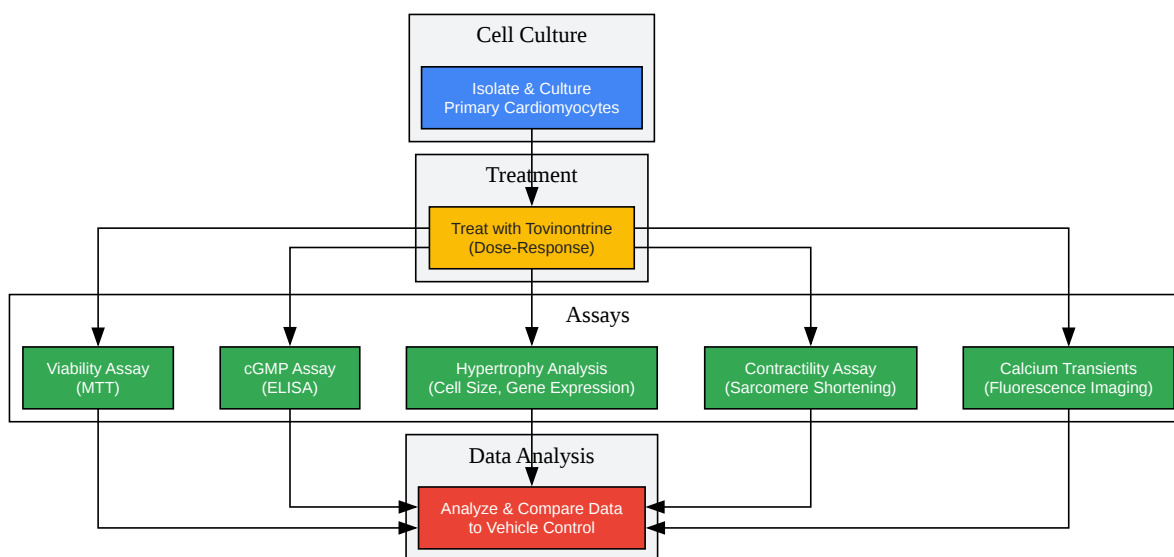 Cell Culture
Isolate & Culture
Primary Cardiomyocytes
Treatment
Treat with Tovinontrine
(Dose-Response)
Assays
Viability Assay
(MTT)
cGMP Assay
(ELISA)
Hypertrophy Analysis
(Cell Size, Gene Expression)
Contractility Assay
(Sarcomere Shortening)
Calcium Transients
(Fluorescence Imaging)
Data Analysis
Analyze & Compare Data
to Vehicle Control